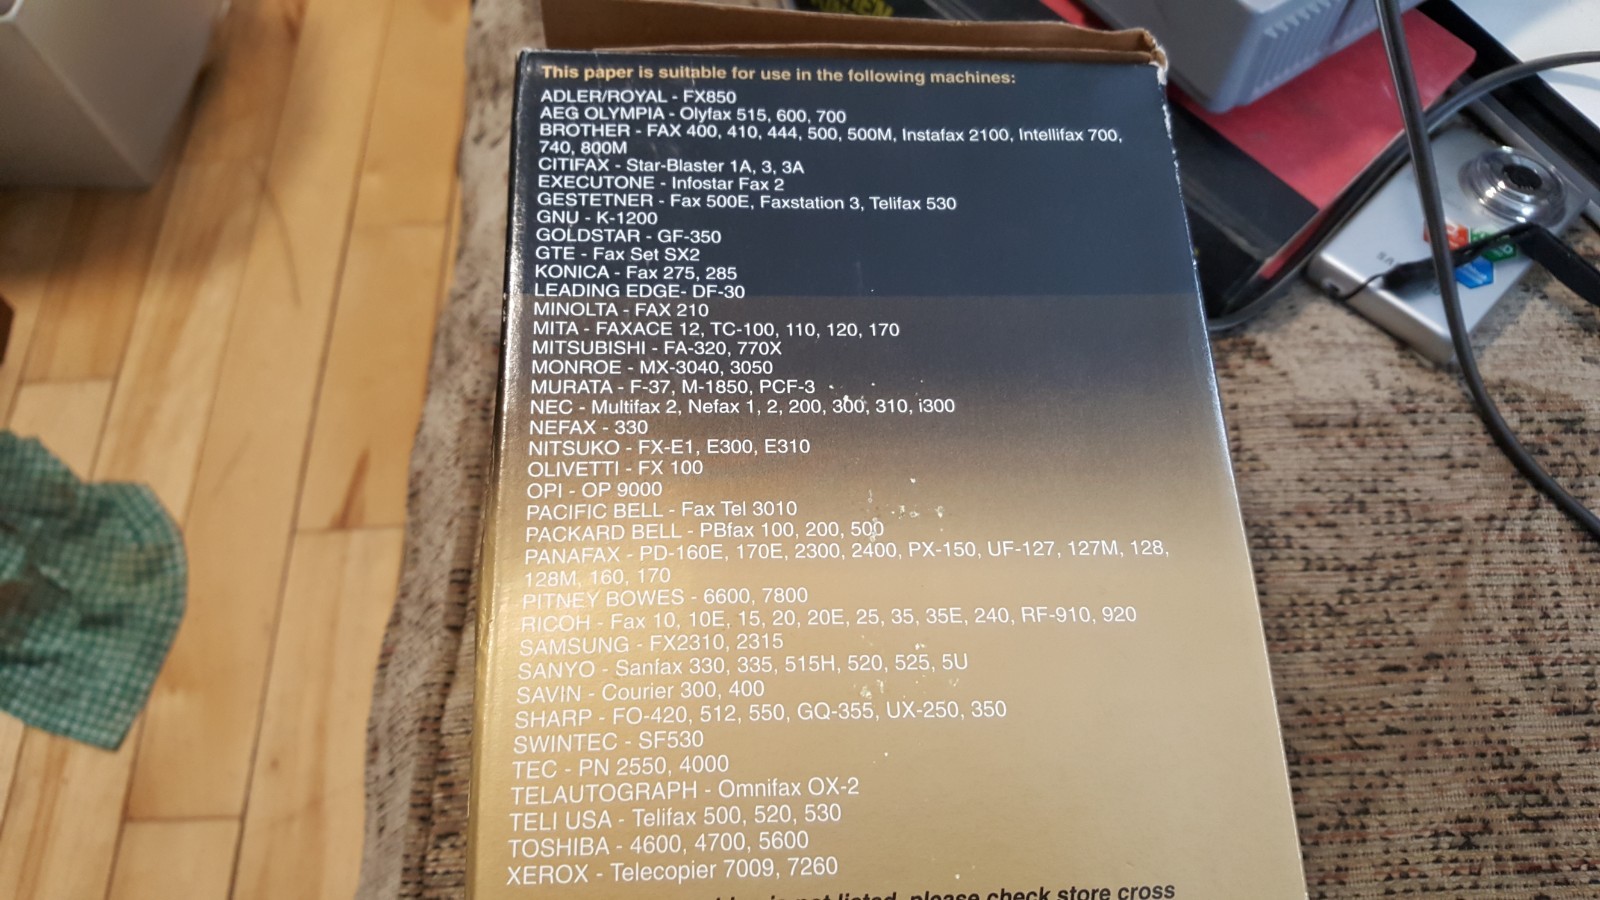 This paper is suitable for use in the following machines:
ADLER/ROYAL - FX850
AEG OLYMPIA - Olyfax 515, 600, 700
BROTHER - FAX 400, 410, 444, 500, 500M, Instafax 2100, Intellifax 700,
740, 800M
CITIFAX - Star-Blaster 1A, 3, 3A
EXECUTONE - Infostar Fax 2
GESTETNER - Fax 500E, Faxstation 3, Telifax 530
GNU - K-1200
GOLDSTAR - GF-350
GTE - Fax Set SX2
KONICA - Fax 275, 285
LEADING EDGE- DF-30
MINOLTA - FAX 210
MITA - FAXACE 12, TC-100, 110, 120, 170
MITSUBISHI - FA-320, 770X
MONROE - MX-3040, 3050
MURATA - F-37, M-1850, PCF-3
NEC - Multifax 2, Nefax 1, 2, 200, 300, 310, i300
NEFAX - 330
NITSUKO - FX-E1, E300, E310
OLIVETTI - FX 100
OPI - OP 9000
PACIFIC BELL - Fax Tel 3010
PACKARD BELL - PBfax 100, 200, 500
PANAFAX - PD-160E, 170E, 2300, 2400, PX-150, UF-127, 127M, 128,
128M, 160, 170
PITNEY BOWES - 6600, 7800
RICOH - Fax 10, 10E, 15, 20, 20E, 25, 35, 35E, 240, RF-910, 920
SAMSUNG - FX2310, 2315
SANYO - Sanfax 330, 335, 515H, 520, 525, 5U
SAVIN - Courier 300, 400
SHARP - FO-420, 512, 550, GQ-355, UX-250, 350
SWINTEC - SF530
TEC - PN 2550, 4000
TELAUTOGRAPH - Omnifax OX-2
TELI USA - Telifax 500, 520, 530
TOSHIBA - 4600, 4700, 5600
XEROX - Telecopier 7009, 7260
is not listed, please check store cross